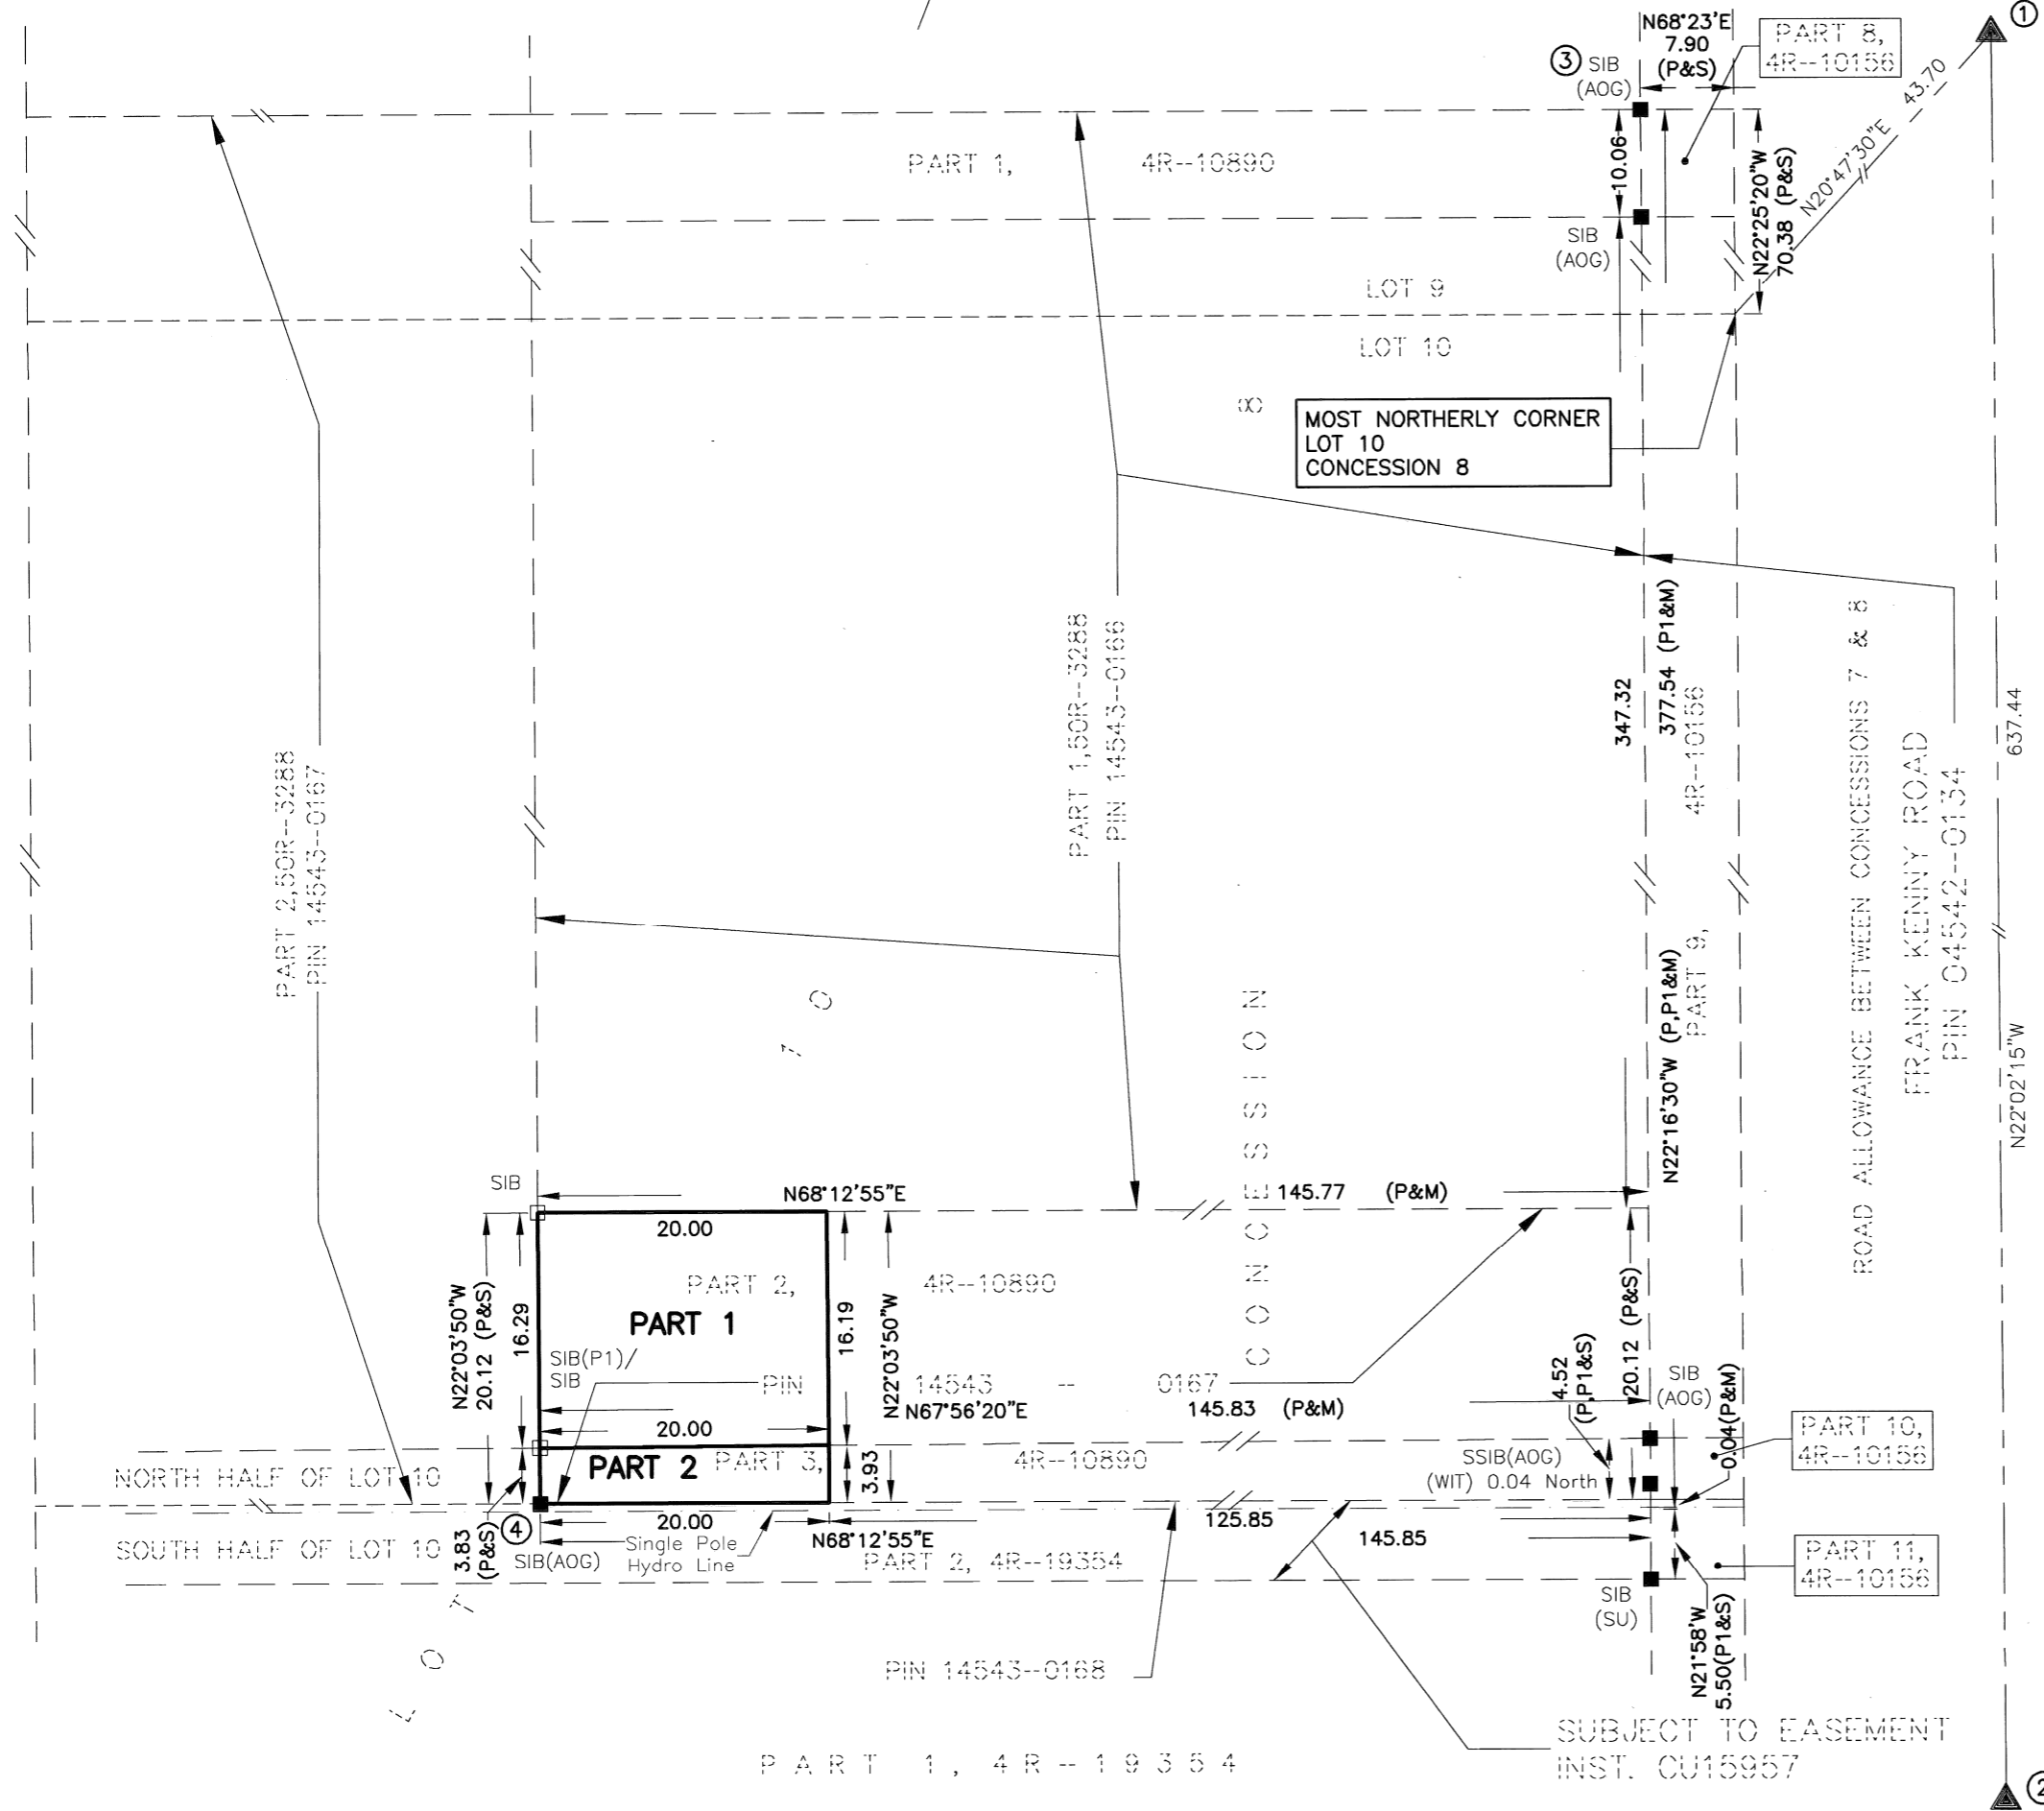 ①
N68°23'E
7.90
(P&S)
PART 8,
4R--10156
③ SIB
(AOG)
43.70
N20°47'30"E
10.06
N22°25'20"W
70.38 (P&S)
PART 1, 4R--10890
SIB
(AOG)
LOT 9
LOT 10
8
MOST NORTHERLY CORNER
LOT 10
CONCESSION 8
PART 2,50R--3288
PIN 14543--0167
PART 1,50R--3288
PIN 14543--0166
347.32
377.54 (P1&M)
4R--10156
PART 9,
N22°16'30"W (P,P1&M)
ROAD ALLOWANCE BETWEEN CONCESSIONS 7 & 8
FRANK KENNY ROAD
PIN 04542--0134
637.44
N22°02'15"W
LOT 10
CONCESSION
SIB
N68°12'55"E
145.77 (P&M)
20.00
N22°03'50"W
20.12 (P&S)
16.29
PART 2, 4R--10890
PART 1
16.19
N22°03'50"W
20.12 (P&S)
SIB(P1)/
SIB
PIN 14543 -- 0167
N67°56'20"E
145.83 (P&M)
4.52
(P,P1&S)
SIB
(AOG)
0.04(P&M)
20.00
PART 10,
4R--10156
NORTH HALF OF LOT 10
PART 2 PART 3, 4R--10890
3.93
SSIB(AOG)
(WIT) 0.04 North
3.83
(P&S)
④
20.00
125.85
N68°12'55"E
145.85
SOUTH HALF OF LOT 10
SIB(AOG)
Single Pole
Hydro Line
PART 2, 4R--19354
PART 11,
4R--10156
SIB
(SU)
N21°58'W
5.50(P1&S)
PIN 14543--0168
SUBJECT TO EASEMENT
INST. CU15957
PART 1, 4R--19354
②